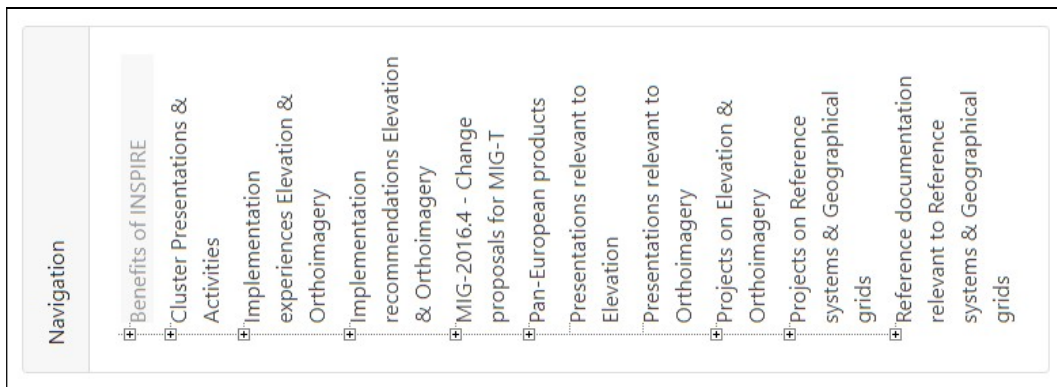 Navigation
Benefits of INSPIRE
Cluster Presentations &
Activities
Implementation
experiences Elevation &
Orthoimagery
Implementation
recommendations Elevation
& Orthoimagery
MIG-2016.4 - Change
proposals for MIG-T
Pan-European products
Presentations relevant to
Elevation
Presentations relevant to
Orthoimagery
Projects on Elevation &
Orthoimagery
Projects on Reference
systems & Geographical
grids
Reference documentation
relevant to Reference
systems & Geographical
grids